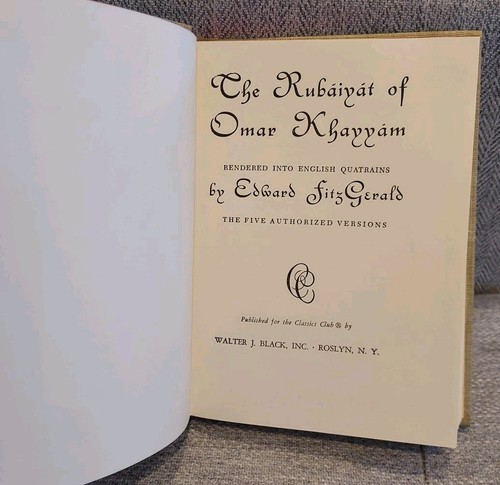 The Rubáiyát of
Omar Khayyám
RENDERED INTO ENGLISH QUATRAINS
by Edward FitzGerald
THE FIVE AUTHORIZED VERSIONS
CC
Published for the Classics Club ® by
WALTER J. BLACK, INC. · ROSLYN, N. Y.